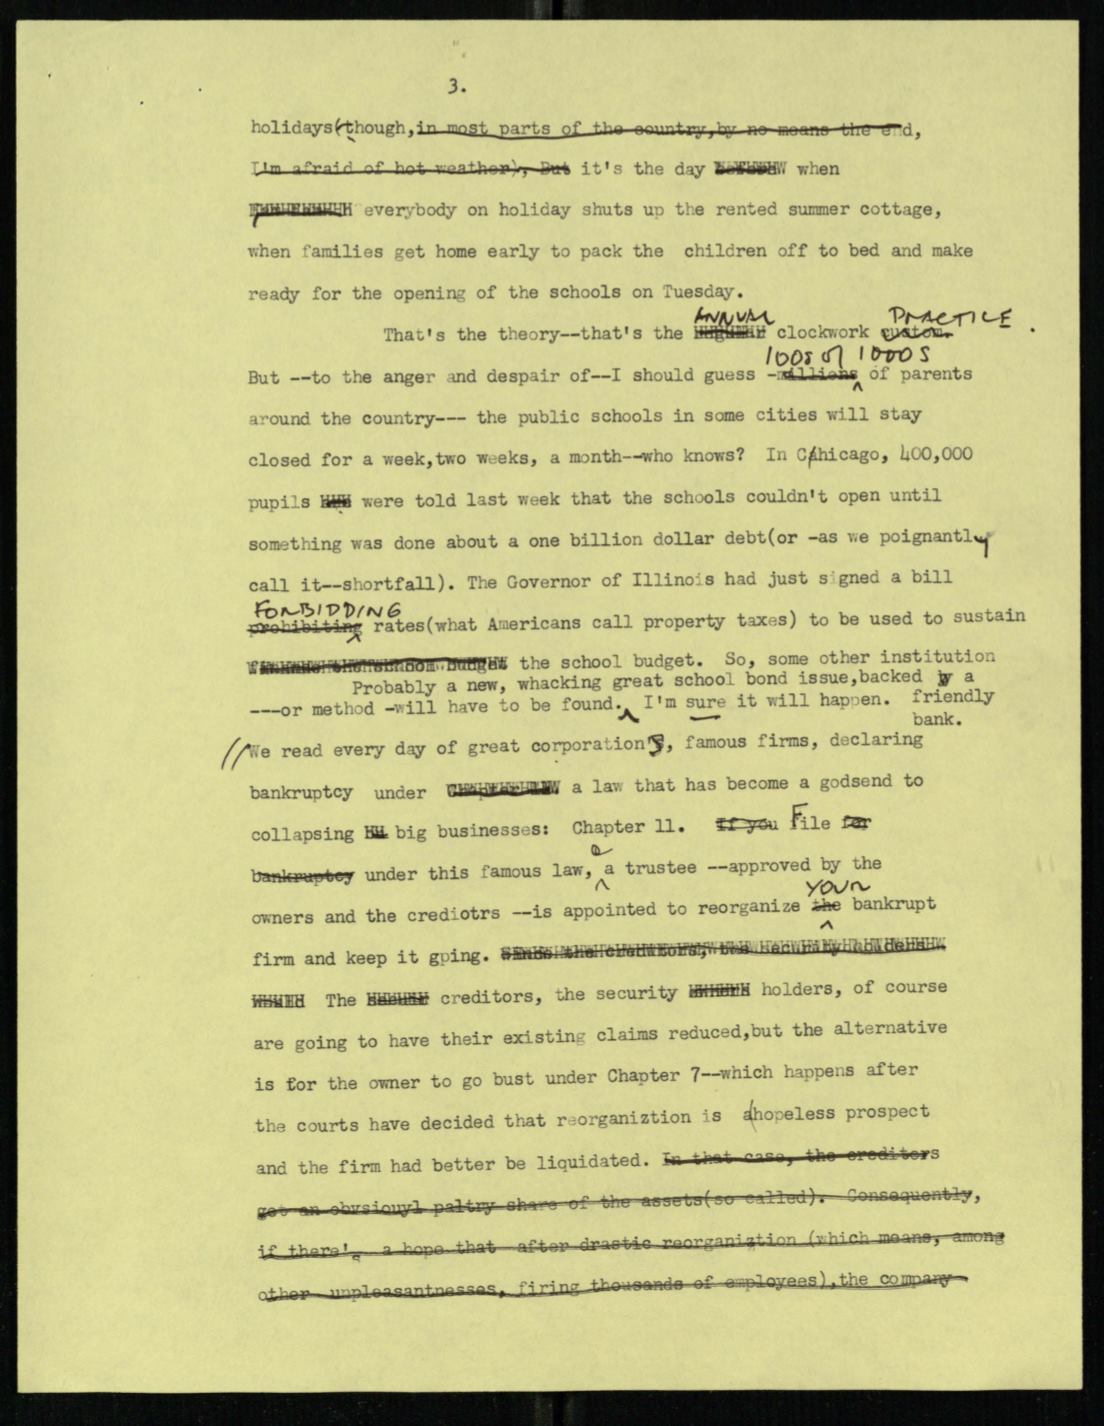 3.
holidays(though,in most parts of the country,by no means the end,
I'm afraid of hot weather), But it's the day when
everybody on holiday shuts up the rented summer cottage,
when families get home early to pack the children off to bed and make
ready for the opening of the schools on Tuesday.
ANNUAL PRACTICE
That's the theory--that's the clockwork custom. .
100s of 1000s
But --to the anger and despair of--I should guess -millions of parents
around the country--- the public schools in some cities will stay
closed for a week,two weeks, a month--who knows? In Chicago, 400,000
pupils were told last week that the schools couldn't open until
something was done about a one billion dollar debt(or -as we poignantly
call it--shortfall). The Governor of Illinois had just signed a bill
FORBIDDING
prohibiting rates(what Americans call property taxes) to be used to sustain
the school budget. So, some other institution
Probably a new, whacking great school bond issue,backed by a
---or method -will have to be found. I'm sure it will happen. friendly
bank.
We read every day of great corporations, famous firms, declaring
bankruptcy under a law that has become a godsend to
collapsing big businesses: Chapter 11. If you File for
bankruptcy under this famous law, a trustee --approved by the
YOUR
owners and the crediotrs --is appointed to reorganize the bankrupt
firm and keep it gping. the creditors, the security holders
The creditors, the security holders, of course
are going to have their existing claims reduced,but the alternative
is for the owner to go bust under Chapter 7--which happens after
the courts have decided that reorganiztion is a hopeless prospect
and the firm had better be liquidated. In that case, the creditors
get an obvsiouyl paltry share of the assets(so called). Consequently,
if there's a hope that after drastic reorganiztion (which means, among
other unpleasantnesses, firing thousands of employees),the company